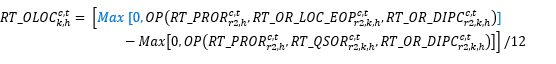 RT_OLOC^{c,t}_{k,h} = [Max [0, OP(RT_PROR^{c,t}_{r2,h}, RT_OR_LOC_EOP^{c,t}_{r2,k,h}, RT_OR_DIPC^{c,t}_{r2,k,h})]
− Max[0, OP(RT_PROR^{c,t}_{r2,h}, RT_QSOR^{c,t}_{r2,k,h}, RT_OR_DIPC^{c,t}_{r2,k,h})]] /12